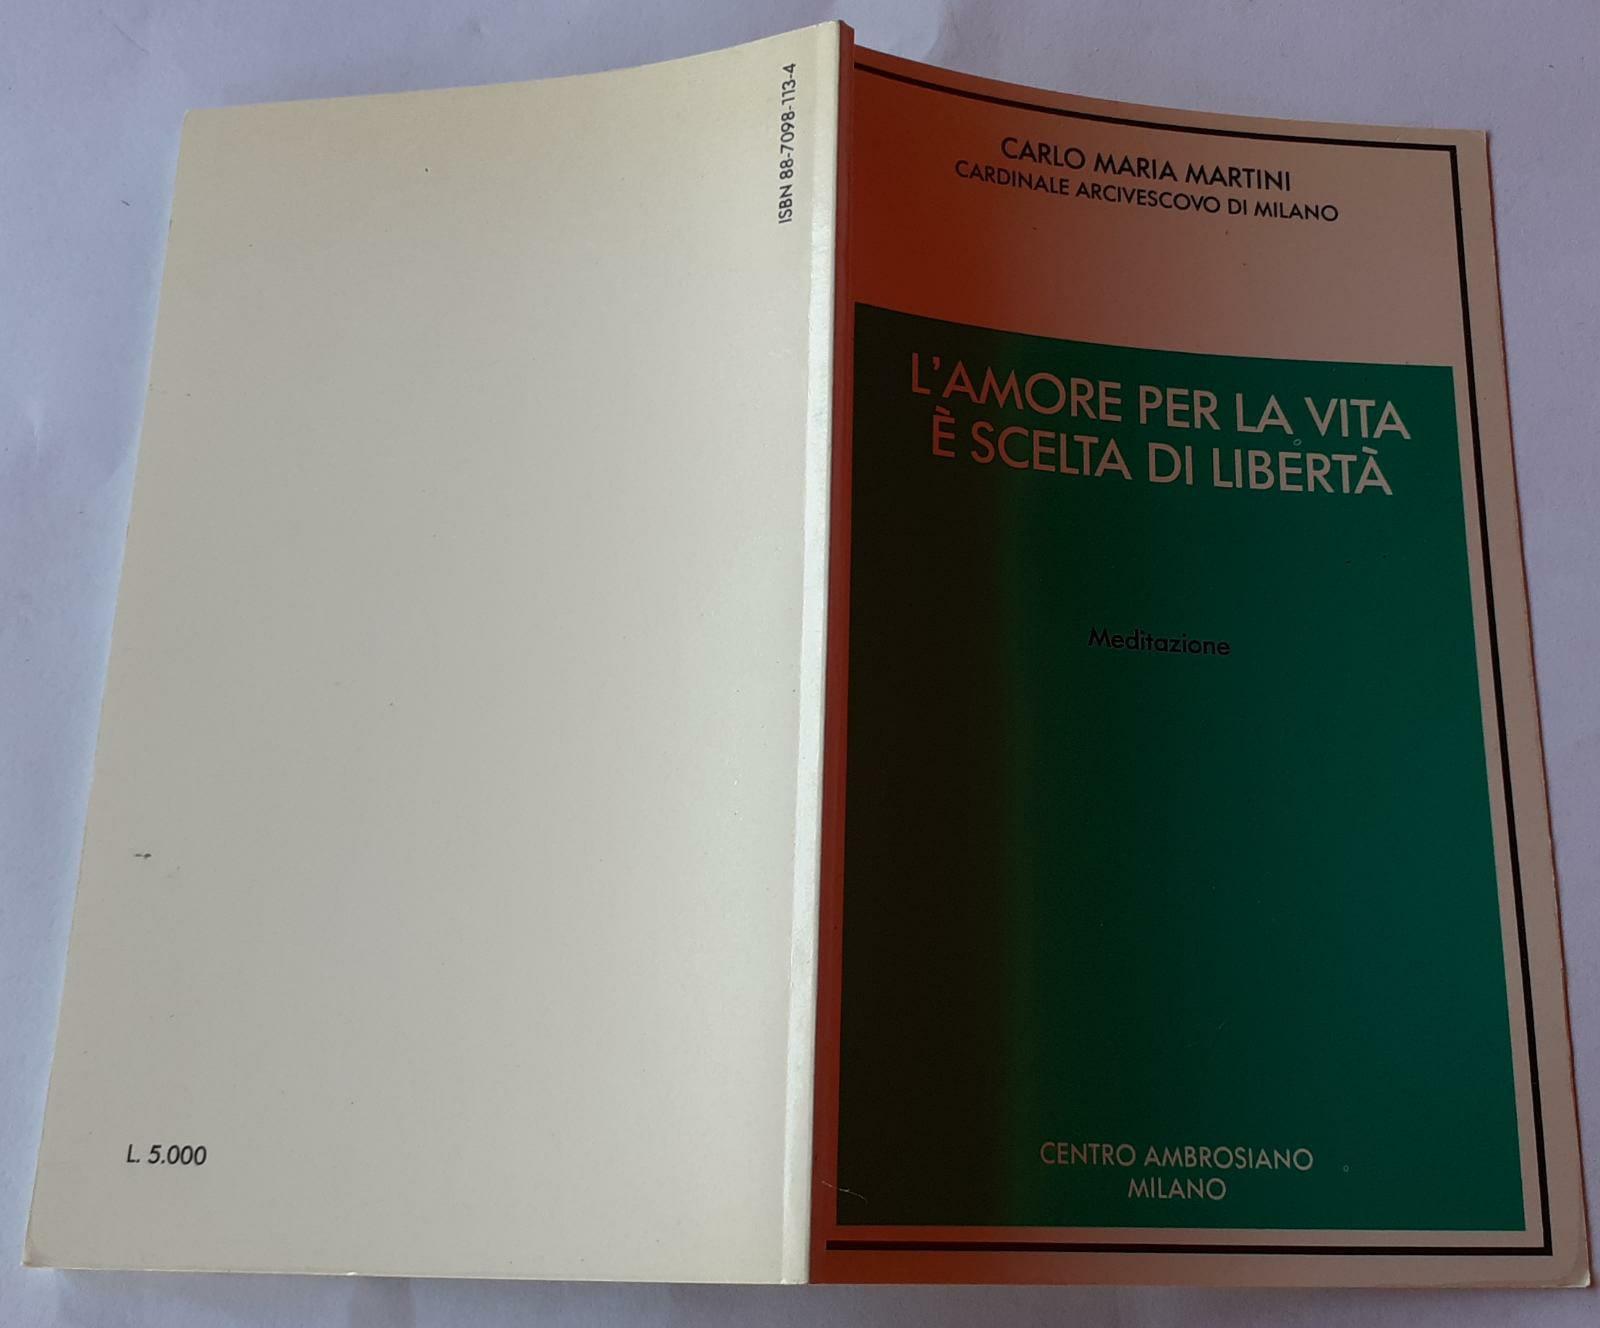 ISBN 88-7098-113-4
L. 5.000
CARLO MARIA MARTINI
CARDINALE ARCIVESCOVO DI MILANO
L'AMORE PER LA VITA
È SCELTA DI LIBERTÀ
Meditazione
CENTRO AMBROSIANO
MILANO